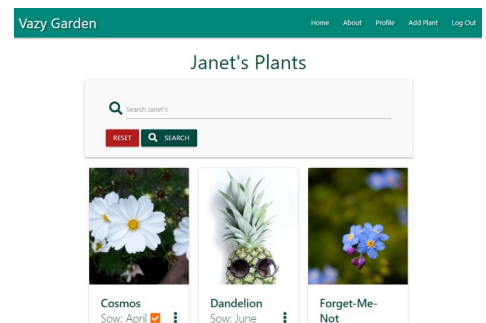 Vazy Garden
Home About Profile Add Plant Log Out
Janet's Plants
Search Janet's
RESET SEARCH
Cosmos
Sow: April
Dandelion
Sow: June
Forget-Me-
Not